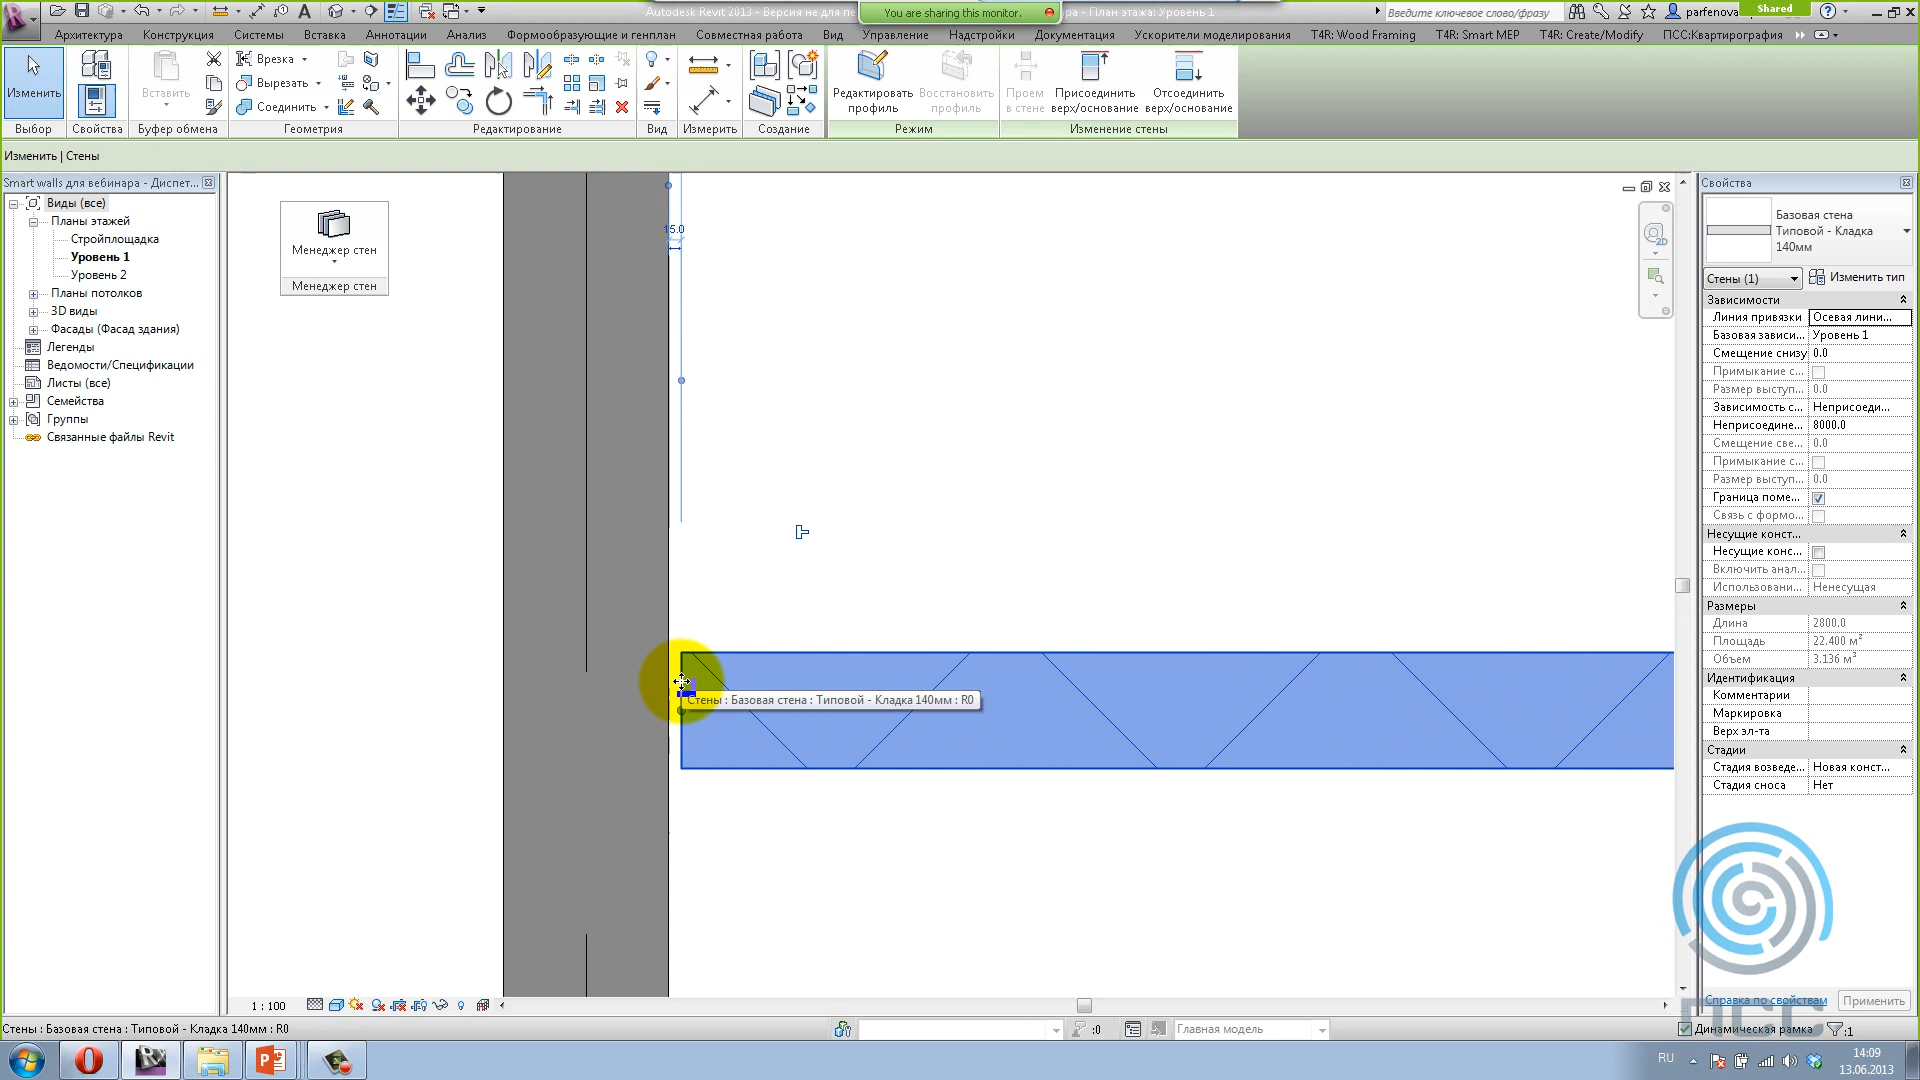 Autodesk Revit 2013 - Версия не для пе
You are sharing this monitor.
ра - План этажа: Уровень 1
Введите ключевое слово/фразу
parfenova
Shared
Архитектура Конструкция Системы Вставка Аннотации Анализ Формообразующие и генплан Совместная работа Вид Управление Надстройки Документация Ускорители моделирования T4R: Wood Framing T4R: Smart MEP T4R: Create/Modify ПСС:Квартирография
Изменить
Вставить
Врезка
Вырезать
Соединить
Редактировать профиль
Восстановить профиль
Проем в стене
Присоединить верх/основание
Отсоединить верх/основание
Выбор Свойства Буфер обмена Геометрия Редактирование Вид Измерить Создание Режим Изменение стены
Изменить | Стены
Smart walls для вебинара - Диспет...
Виды (все)
Планы этажей
Стройплощадка
Уровень 1
Уровень 2
Планы потолков
3D виды
Фасады (Фасад здания)
Легенды
Ведомости/Спецификации
Листы (все)
Семейства
Группы
Связанные файлы Revit
Менеджер стен
Менеджер стен
15.0
2D
Стены : Базовая стена : Типовой - Кладка 140мм : R0
Свойства
Базовая стена
Типовой - Кладка
140мм
Стены (1) Изменить тип
Зависимости
Линия привязки Осевая лини...
Базовая зависи... Уровень 1
Смещение снизу 0.0
Примыкание с...
Размер выступ... 0.0
Зависимость с... Неприсоеди...
Неприсоедине... 8000.0
Смещение све... 0.0
Примыкание с...
Размер выступ... 0.0
Граница поме...
Связь с формо...
Несущие конст...
Несущие конс...
Включить анал...
Использовани... Ненесущая
Размеры
Длина 2800.0
Площадь 22.400 м²
Объем 3.136 м³
Идентификация
Комментарии
Маркировка
Верх эл-та
Стадии
Стадия возведе... Новая конст...
Стадия сноса Нет
Справка по свойствам Применить
ПСС
1 : 100
Стены : Базовая стена : Типовой - Кладка 140мм : R0
:0
Главная модель
Динамическая рамка
:1
RU
14:09
13.06.2013